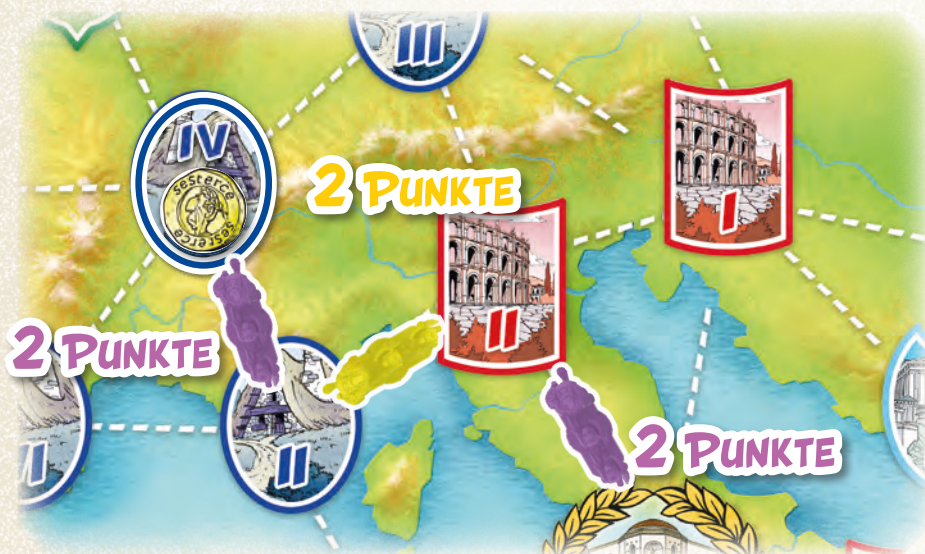 III
IV
sesterce
sesterce
2 PUNKTE
I
II
2 PUNKTE
II
2 PUNKTE